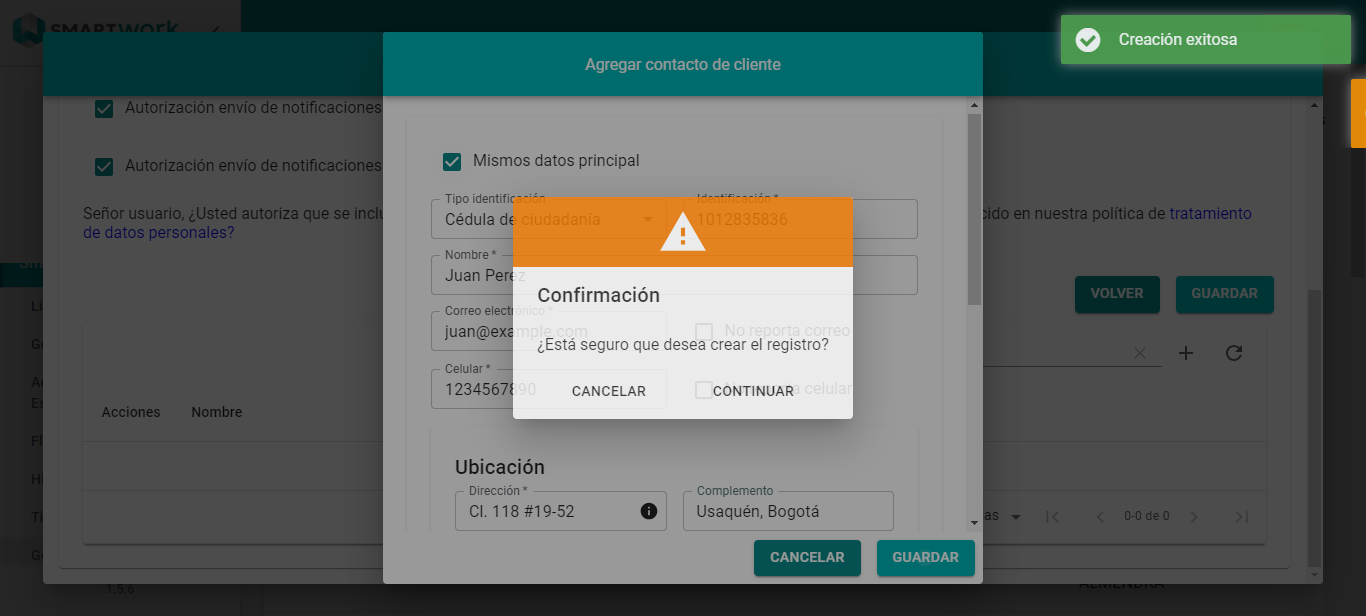 SMARTwork
Creación exitosa
Agregar contacto de cliente
Autorización envío de notificaciones
Autorización envío de notificaciones
Señor usuario, ¿Usted autoriza que se
cido en nuestra política de tratamiento
de datos personales?
VOLVER
GUARDAR
Acciones
Nombre
0-0 de 0
1.5.6
ALMENDRA
Mismos datos principal
Tipo identificación
Cédula de ciudadanía
Identificación *
1012835836
Nombre *
Juan Perez
Correo electrónico *
juan@example.com
No reporta correo
Celular *
1234567890
No reporta celular
Confirmación
¿Está seguro que desea crear el registro?
CANCELAR
CONTINUAR
Ubicación
Dirección *
Cl. 118 #19-52
Complemento
Usaquén, Bogotá
CANCELAR
GUARDAR